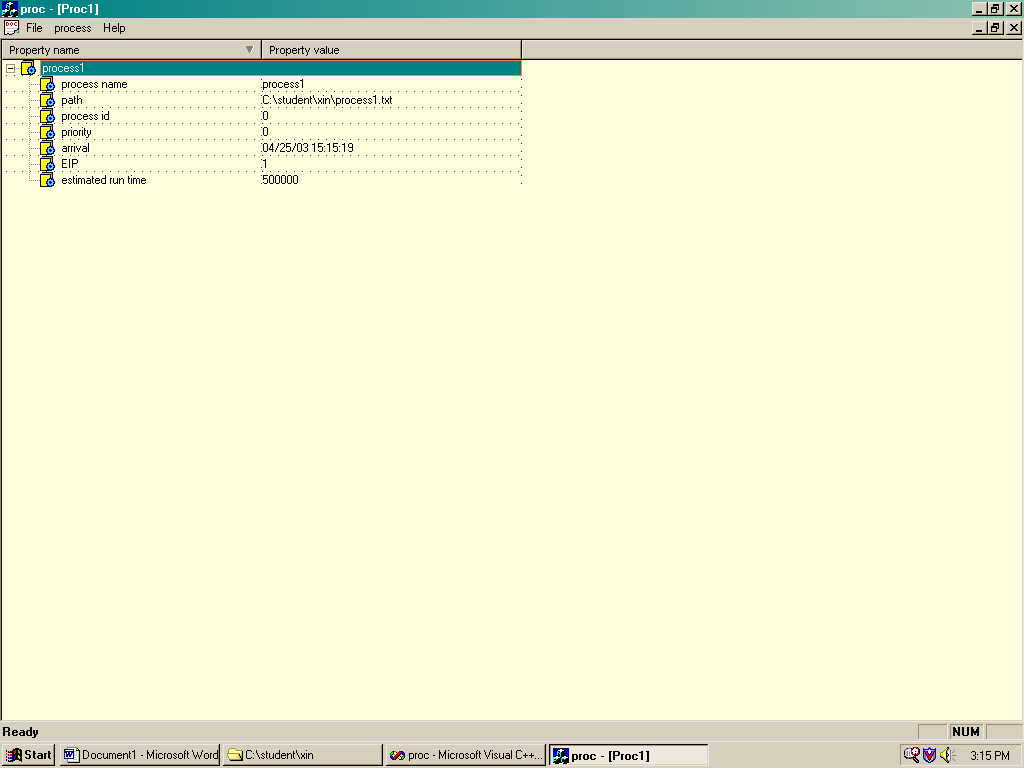 proc - [Proc1]
File process Help
Property name Property value
process1
process name process1
path C:\student\xin\process1.txt
process id 0
priority 0
arrival 04/25/03 15:15:19
EIP 1
estimated run time 500000
Ready NUM
Start Document1 - Microsoft Word C:\student\xin proc - Microsoft Visual C++... proc - [Proc1] 3:15 PM